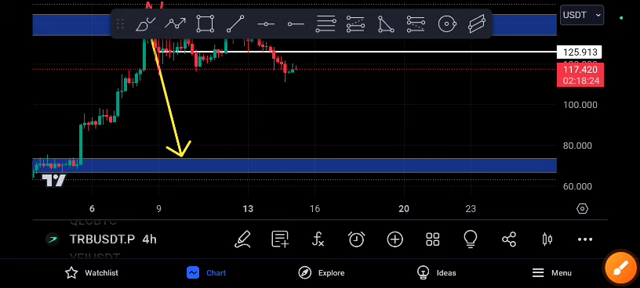 USDT
125.913
117.420
02:18:24
100.000
80.000
60.000
6 9 13 16 20 23
TRBUSDT.P 4h
Watchlist Chart Explore Ideas Menu